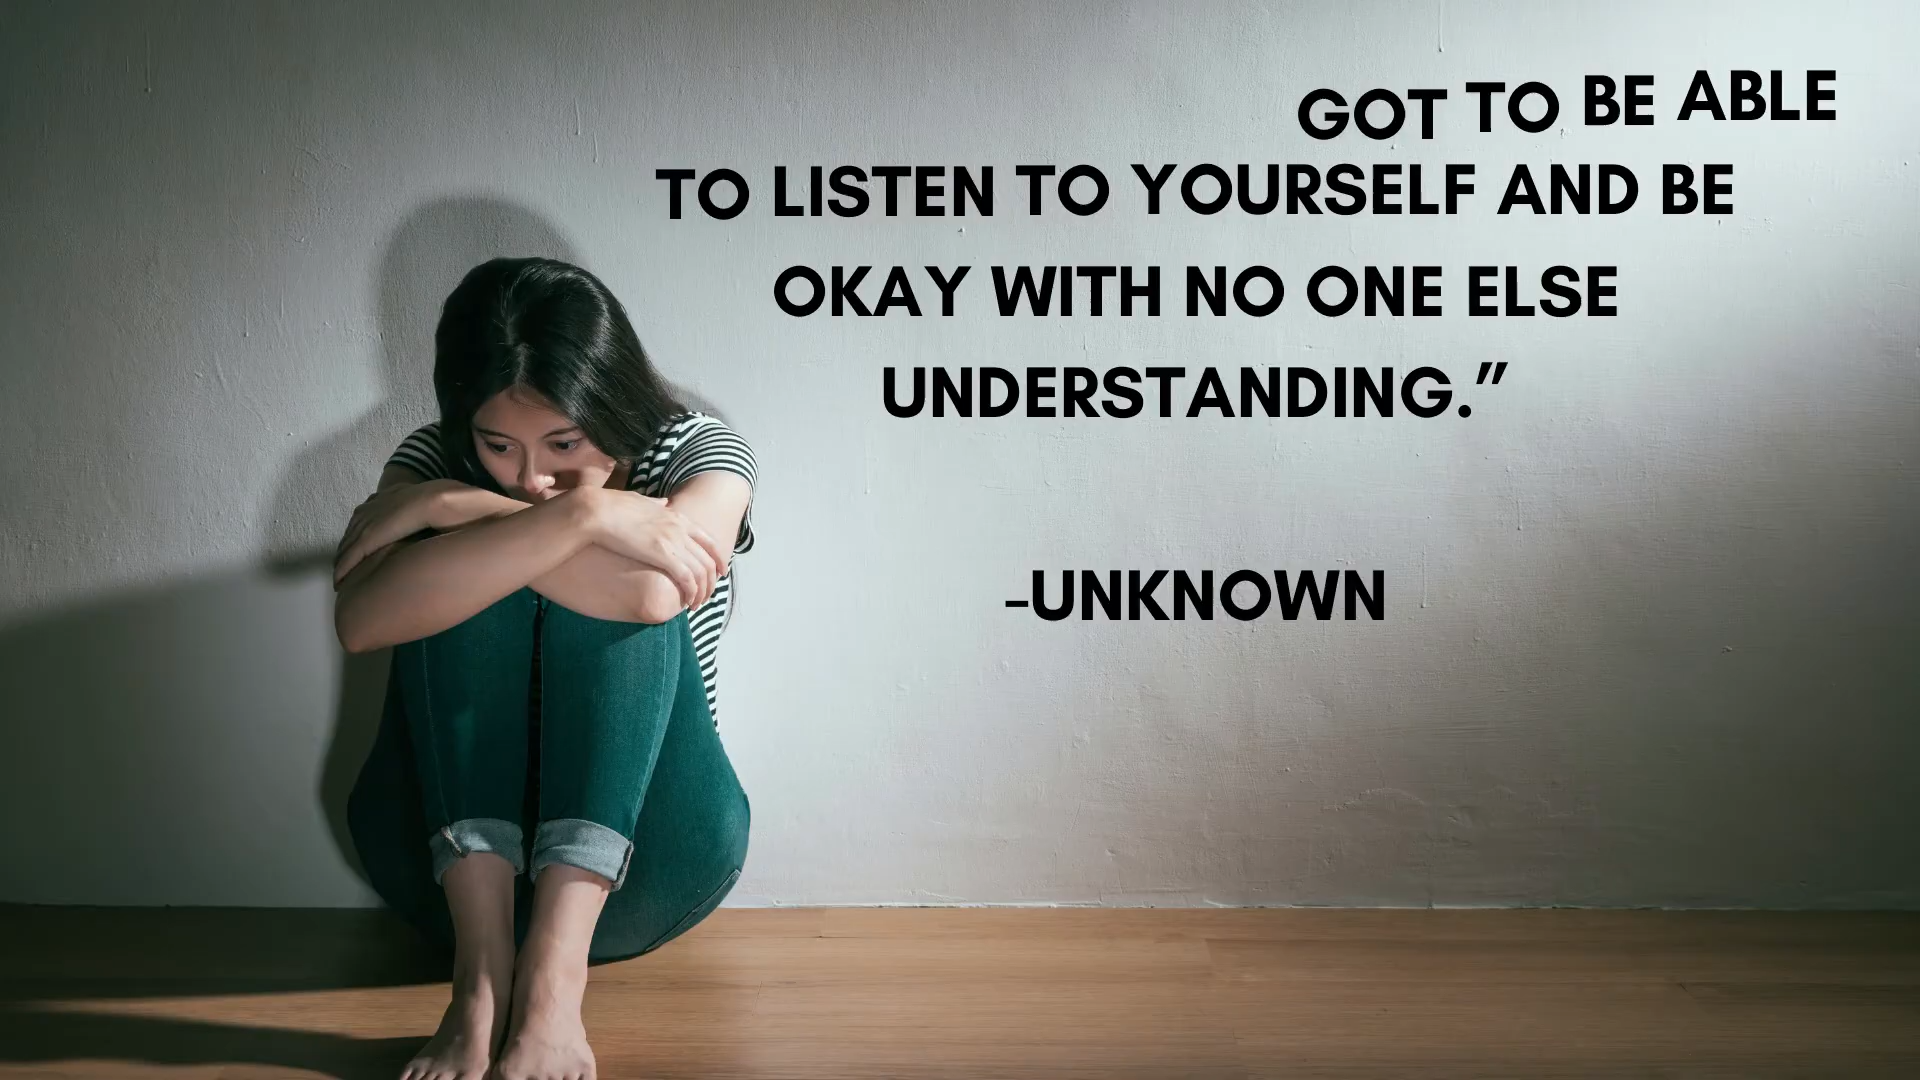 GOT TO BE ABLE
TO LISTEN TO YOURSELF AND BE
OKAY WITH NO ONE ELSE
UNDERSTANDING.”
-UNKNOWN